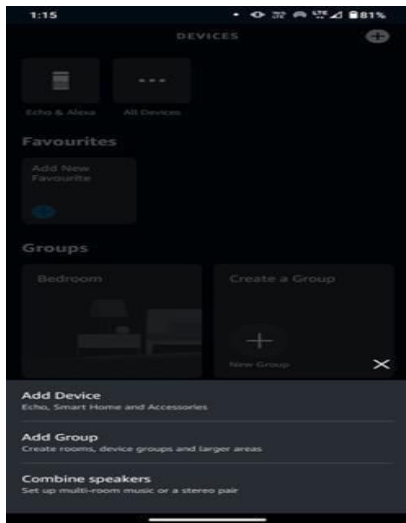 1:15
LTE 81%
DEVICES
Echo & Alexa
All Devices
Favourites
Add New
Favourite
Groups
Bedroom
Create a Group
New Group
Add Device
Echo, Smart Home and Accessories
Add Group
Create rooms, device groups and larger areas
Combine speakers
Set up multi-room music or a stereo pair